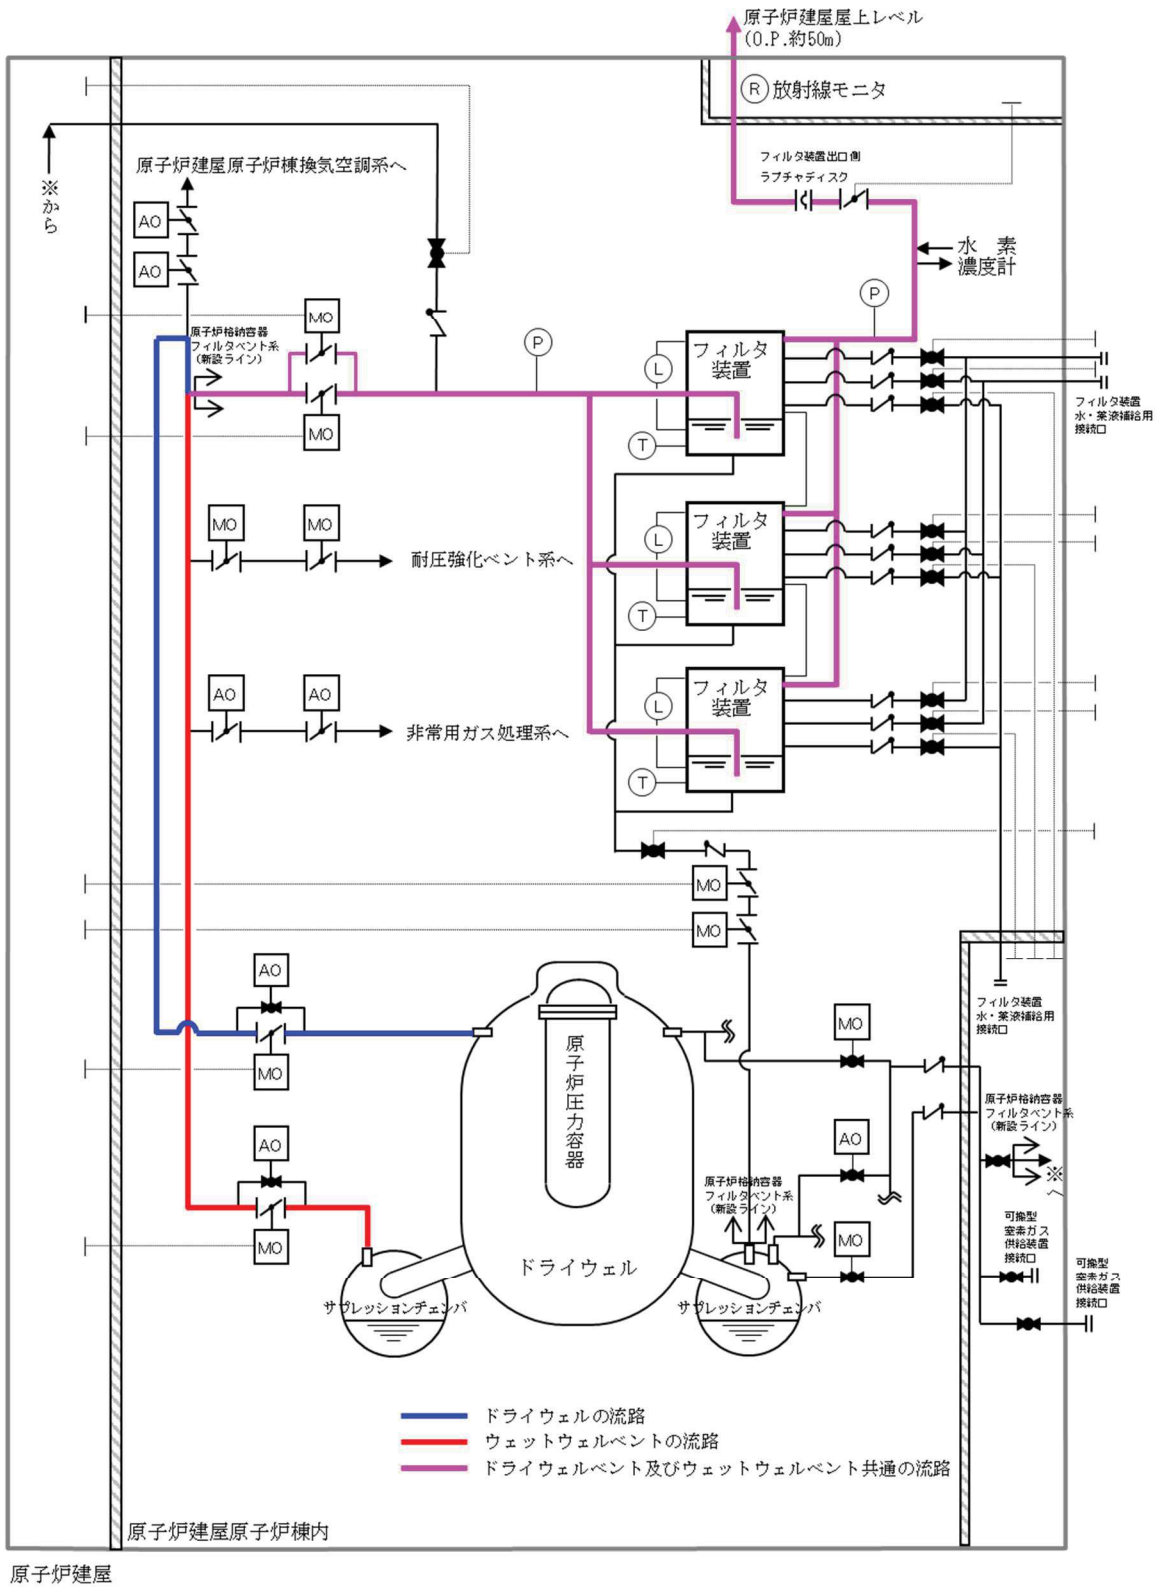 原子炉建屋屋上レベル
(O.P.約50m)
R 放射線モニタ
※から
原子炉建屋原子炉棟換気空調系へ
フィルタ装置出口側
ラプチャディスク
AO
AO
水 素
濃度計
P
P
原子炉格納容器
フィルタベント系
(新設ライン)
MO
MO
フィルタ
装置
L
T
フィルタ装置
水・薬液補給用
接続口
MO
MO
耐圧強化ベント系へ
フィルタ
装置
L
T
AO
AO
非常用ガス処理系へ
フィルタ
装置
L
T
MO
MO
AO
MO
原子炉圧力容器
MO
フィルタ装置
水・薬液補給用
接続口
AO
MO
AO
原子炉格納容器
フィルタベント系
(新設ライン)
※へ
原子炉格納容器
フィルタベント系
(新設ライン)
MO
可搬型
窒素ガス
供給装置
接続口
可搬型
窒素ガス
供給装置
接続口
ドライウェル
サプレッションチェンバ
サプレッションチェンバ
ドライウェルの流路
ウェットウェルベントの流路
ドライウェルベント及びウェットウェルベント共通の流路
原子炉建屋原子炉棟内
原子炉建屋